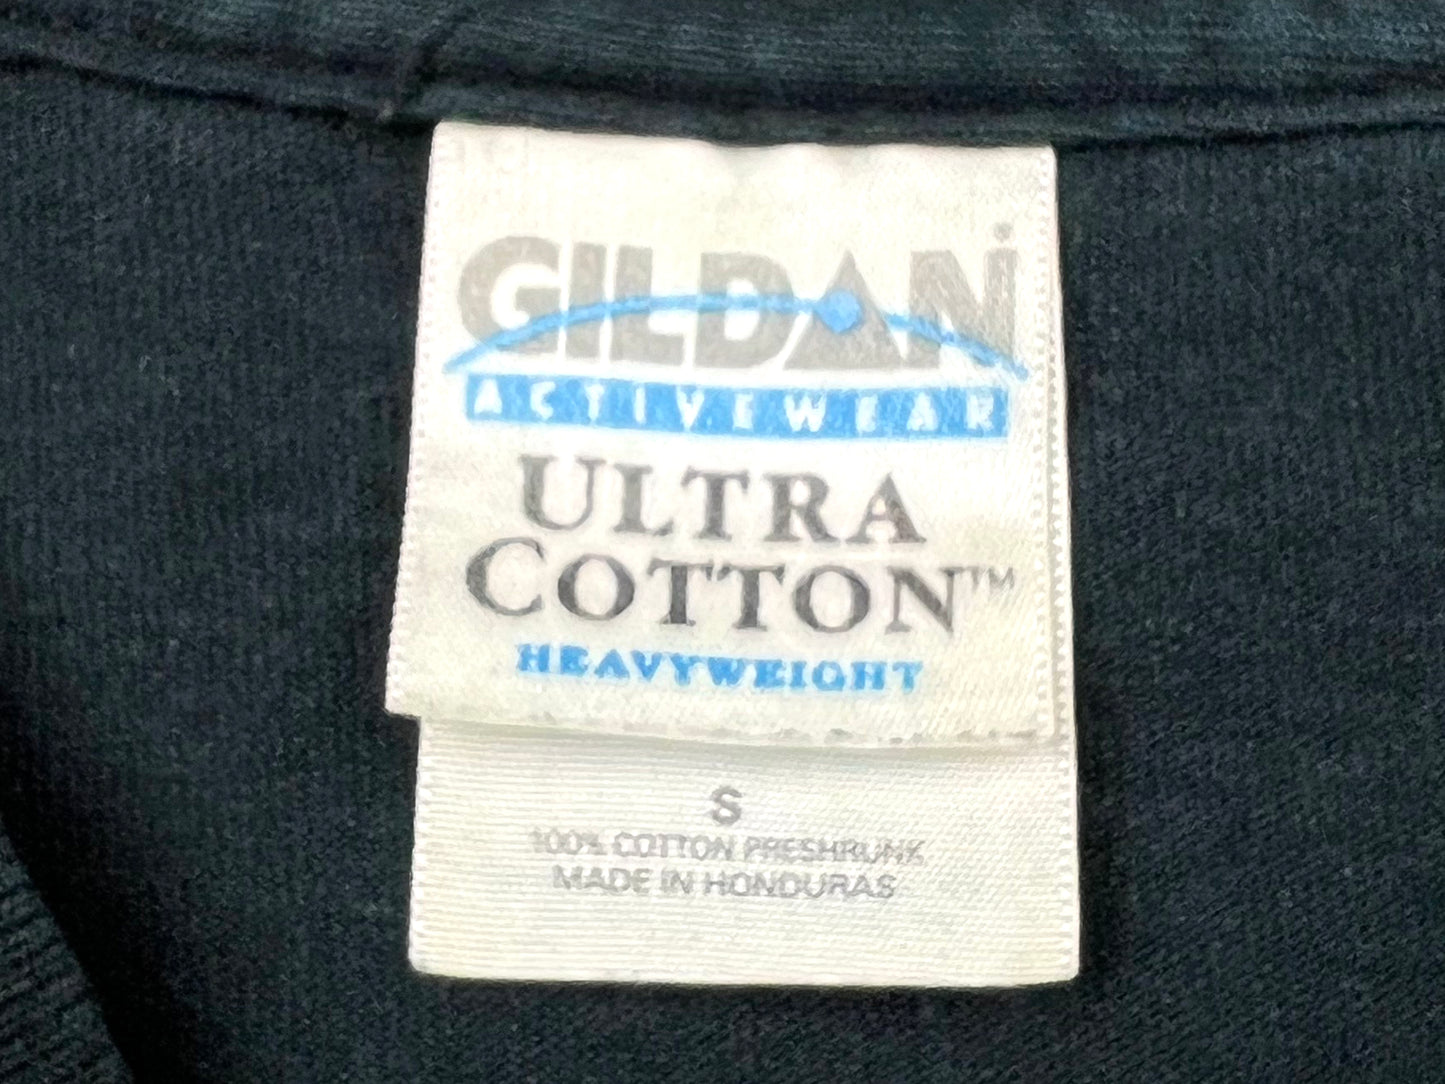 GILDAN
ACTIVEWEAR
ULTRA
COTTON™
HEAVYWEIGHT
S
100% COTTON PRESHRUNK
MADE IN HONDURAS